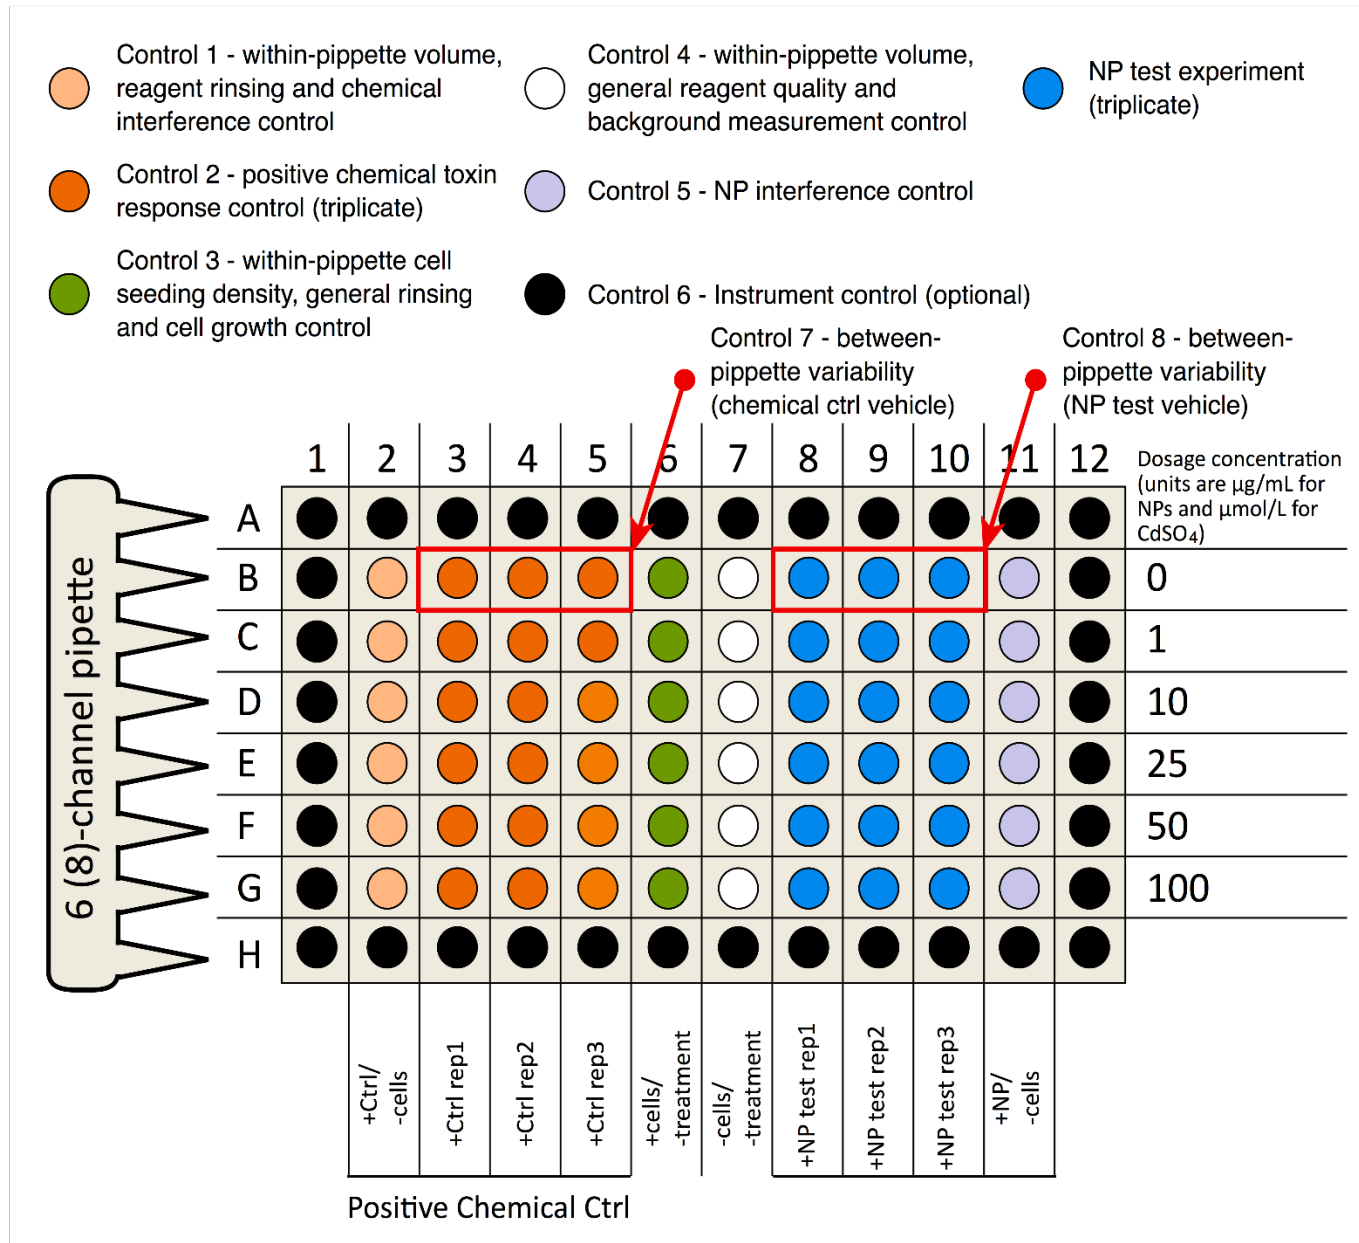 Control 1 - within-pippette volume,
reagent rinsing and chemical
interference control
Control 4 - within-pippette volume,
general reagent quality and
background measurement control
NP test experiment
(triplicate)
Control 2 - positive chemical toxin
response control (triplicate)
Control 5 - NP interference control
Control 3 - within-pippette cell
seeding density, general rinsing
and cell growth control
Control 6 - Instrument control (optional)
Control 7 - between-
pippette variability
(chemical ctrl vehicle)
Control 8 - between-
pippette variability
(NP test vehicle)
1 2 3 4 5 6 7 8 9 10 11 12
Dosage concentration
(units are µg/mL for
NPs and µmol/L for
CdSO₄)
6 (8)-channel pipette
A
B 0
C 1
D 10
E 25
F 50
G 100
H
+Ctrl/
-cells
+Ctrl rep1
+Ctrl rep2
+Ctrl rep3
+cells/
-treatment
-cells/
-treatment
+NP test rep1
+NP test rep2
+NP test rep3
+NP/
-cells
Positive Chemical Ctrl